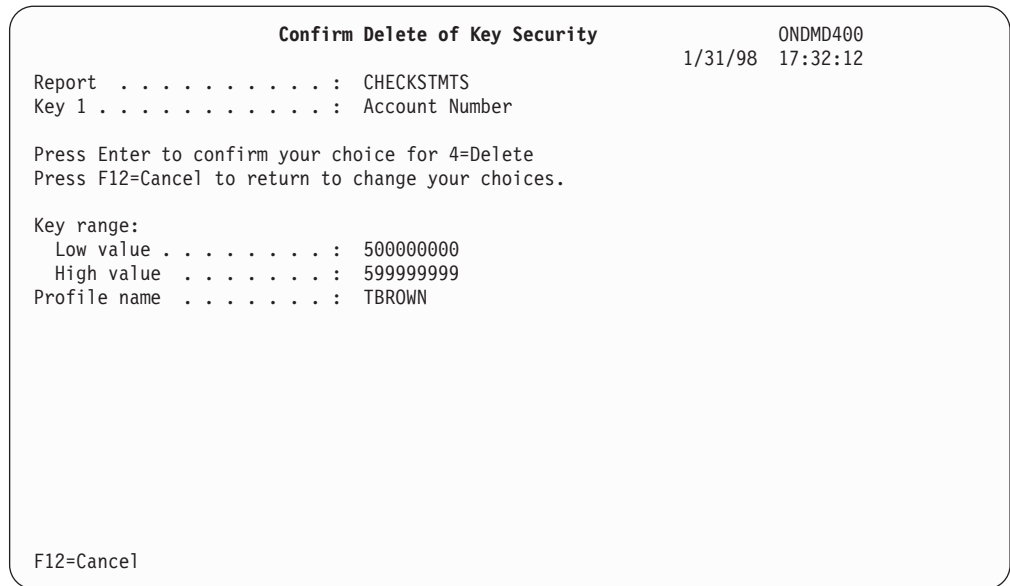 Confirm Delete of Key Security ONDMD400
1/31/98 17:32:12
Report . . . . . . . . . . . : CHECKSTMTS
Key 1 . . . . . . . . . . . : Account Number
Press Enter to confirm your choice for 4=Delete
Press F12=Cancel to return to change your choices.
Key range:
Low value . . . . . . . . : 500000000
High value . . . . . . . : 599999999
Profile name . . . . . . . : TBROWN
F12=Cancel